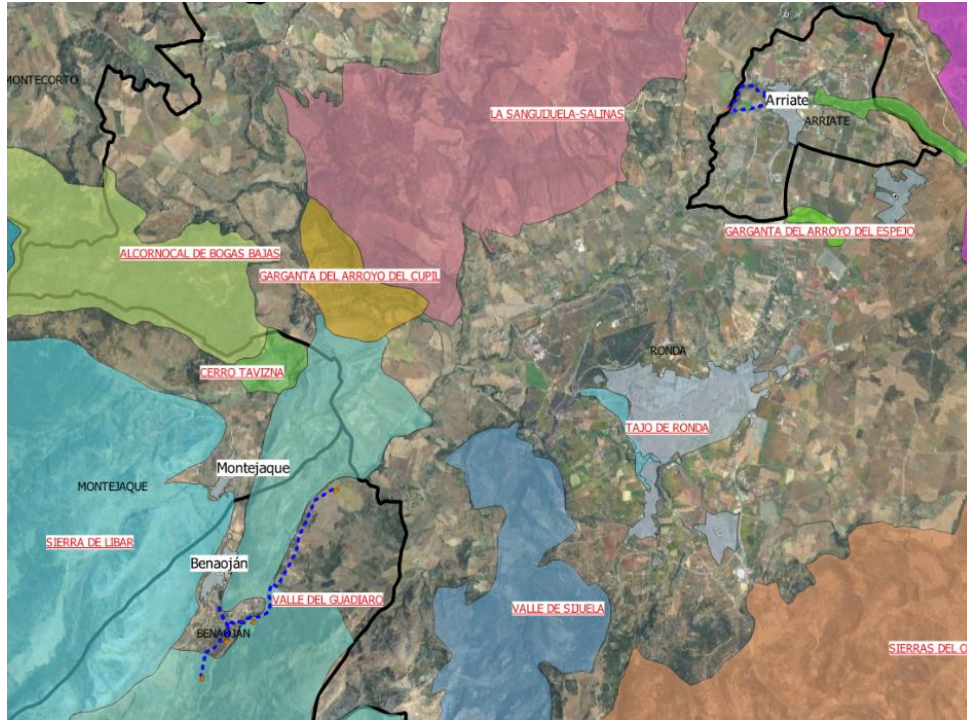 MONTECORTO
Arriate
LA SANGUIJUELA-SALINAS
ARRIATE
GARGANTA DEL ARROYO DEL ESPEJO
ALCORNOCAL DE BOGAS BAJAS
GARGANTA DEL ARROYO DEL CUPIL
RONDA
CERRO TAVIZNA
TAJO DE RONDA
Montejaque
MONTEJAQUE
SIERRA DE LIBAR
Benaoján
VALLE DEL GUADIARO
VALLE DE SIJUELA
BENAOJÁN
SIERRAS DEL O